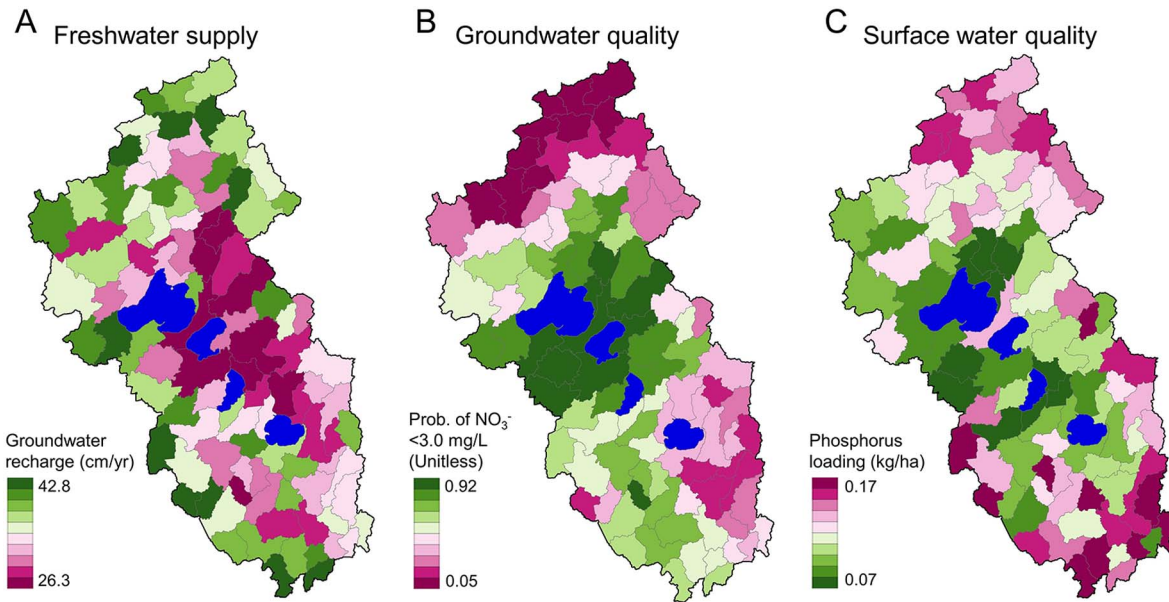 A Freshwater supply
B Groundwater quality
C Surface water quality
Groundwater
recharge (cm/yr)
42.8
26.3
Prob. of NO₃⁻
<3.0 mg/L
(Unitless)
0.92
0.05
Phosphorus
loading (kg/ha)
0.17
0.07